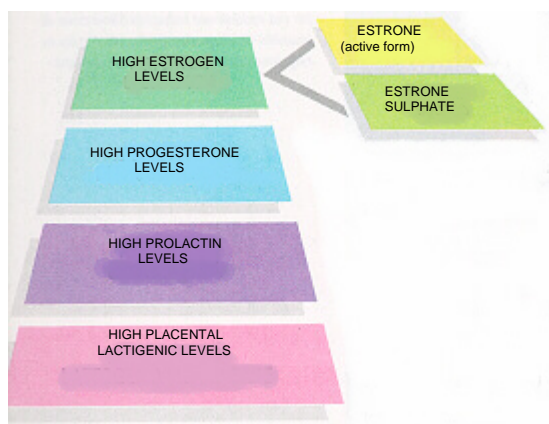 HIGH ESTROGEN
LEVELS
ESTRONE
(active form)
ESTRONE
SULPHATE
HIGH PROGESTERONE
LEVELS
HIGH PROLACTIN
LEVELS
HIGH PLACENTAL
LACTIGENIC LEVELS